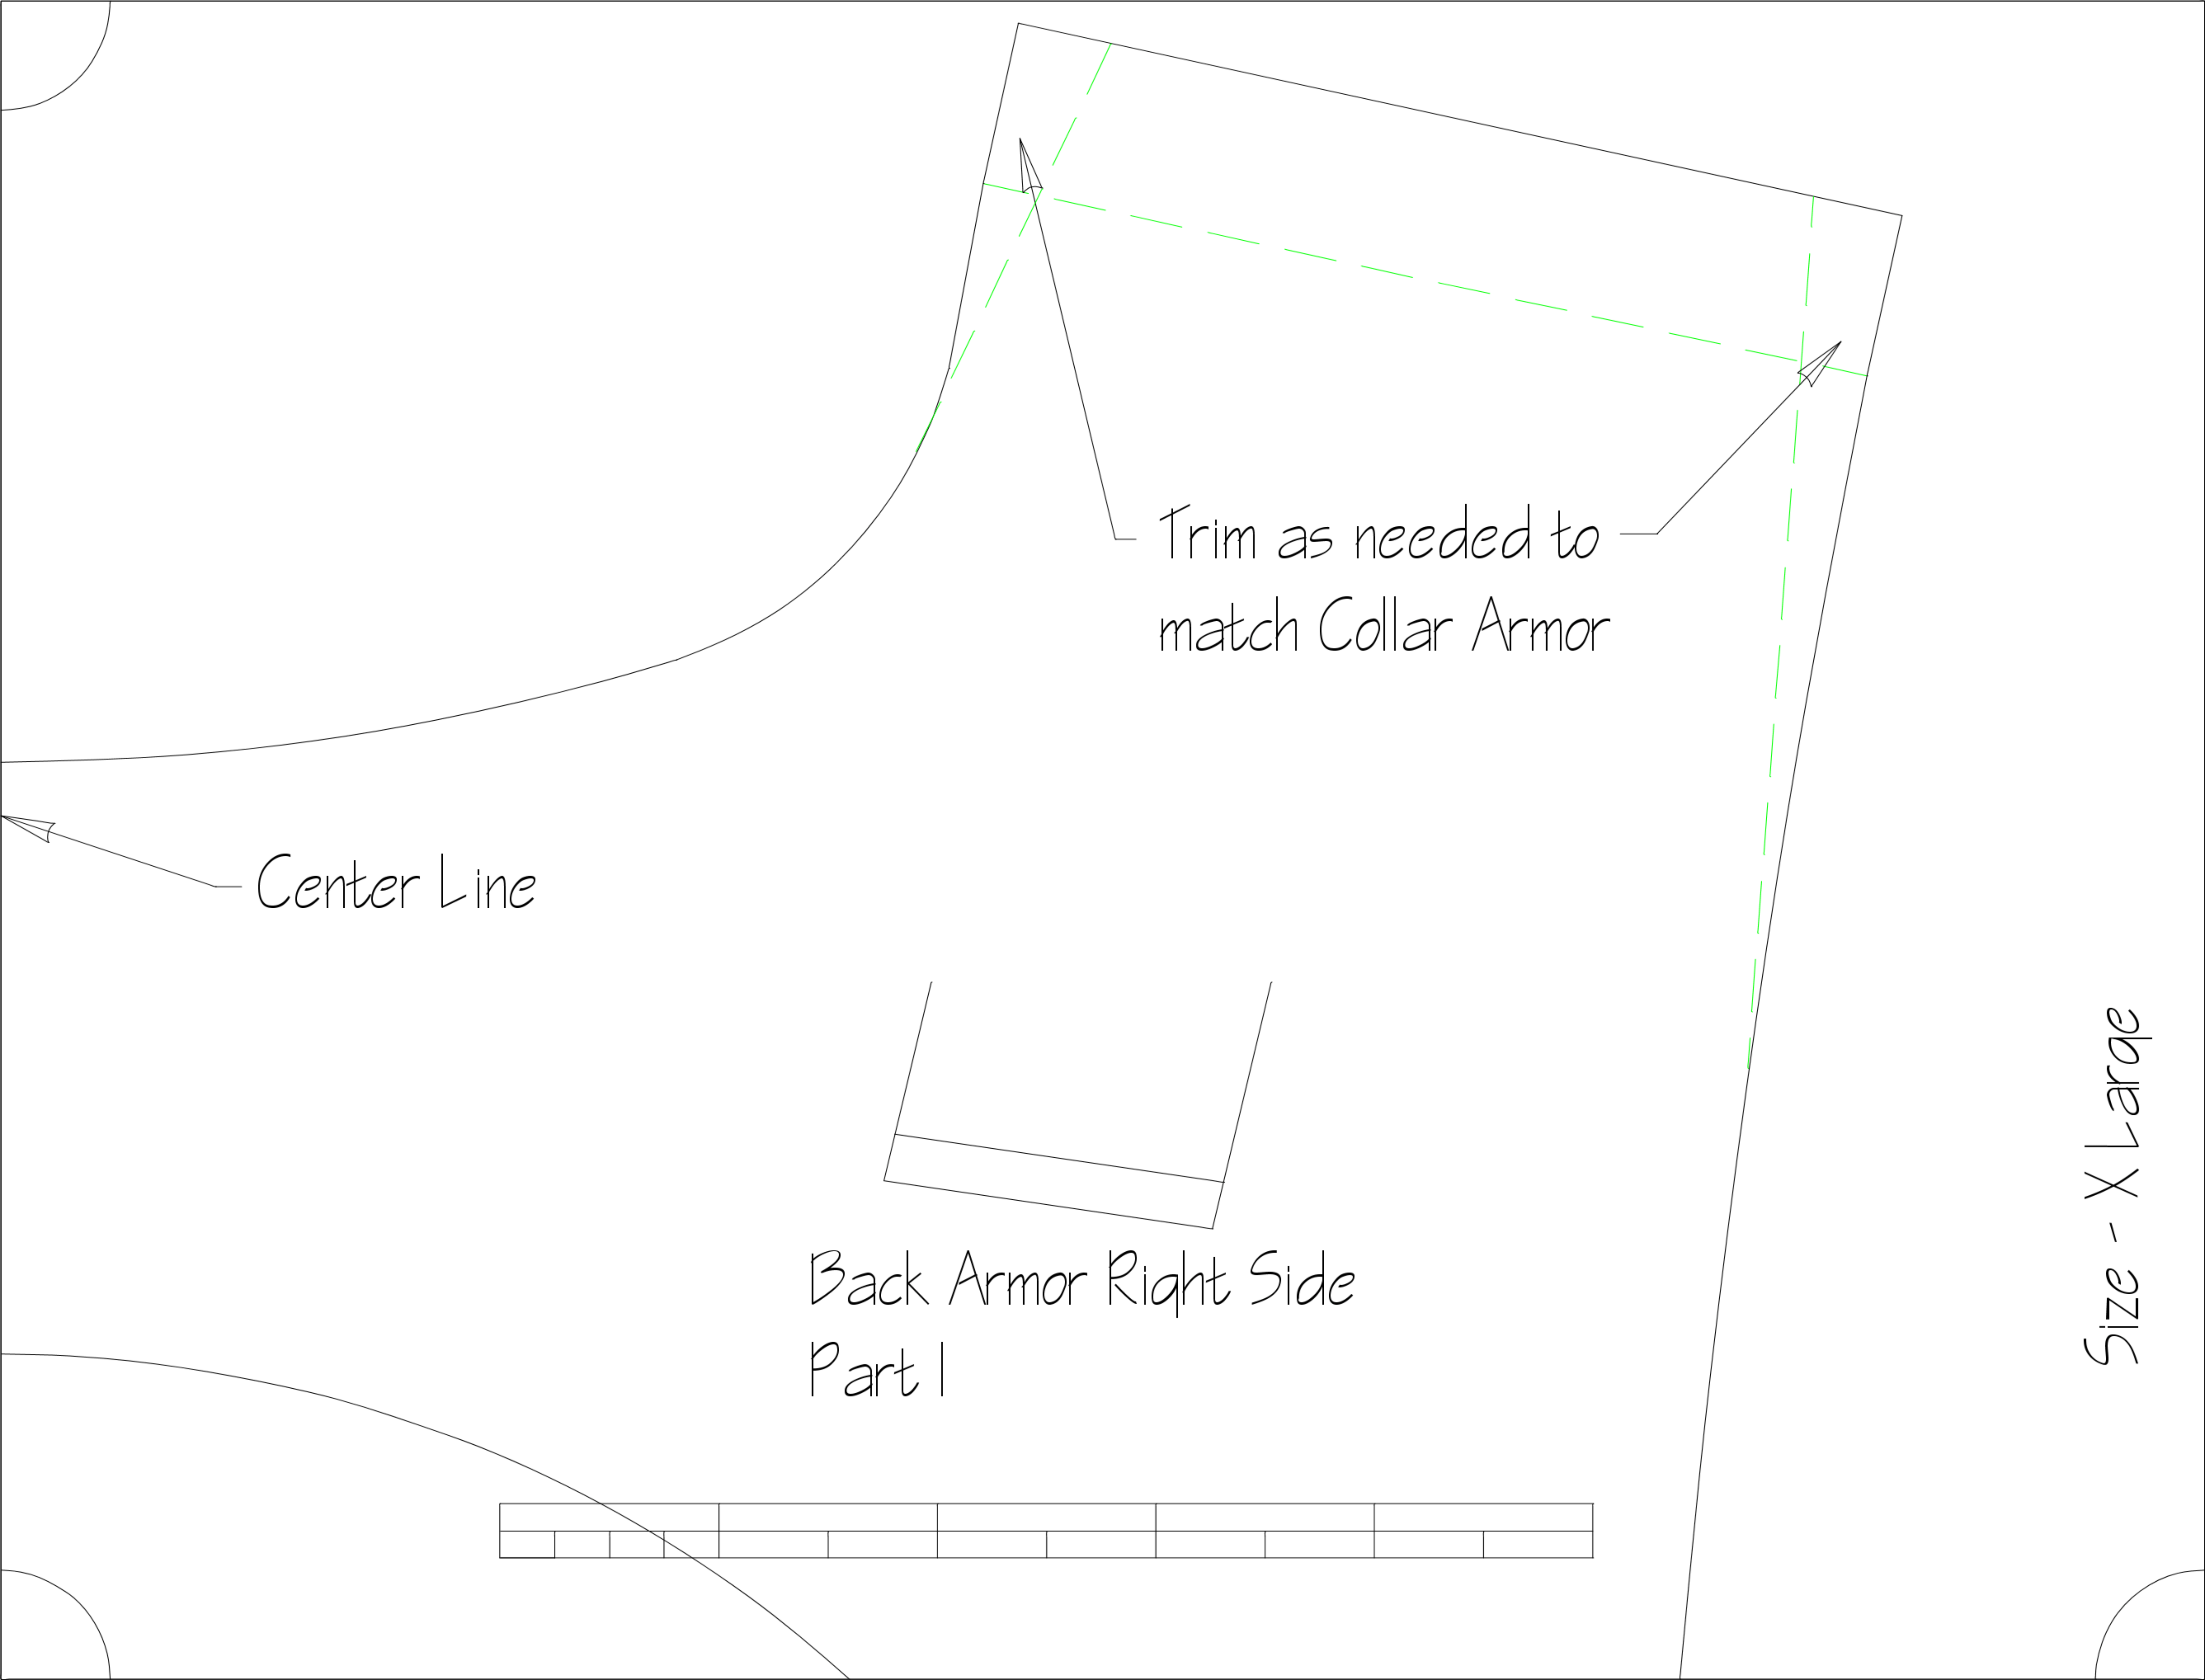 Trim as needed to
match Collar Armor
Center Line
Size - X Large
Back Armor Right Side
Part 1